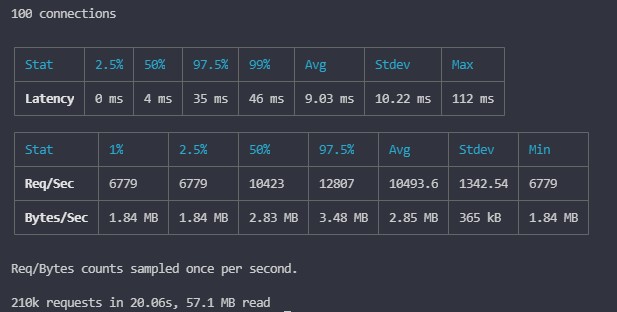 100 connections
Stat 2.5% 50% 97.5% 99% Avg Stdev Max
Latency 0 ms 4 ms 35 ms 46 ms 9.03 ms 10.22 ms 112 ms
Stat 1% 2.5% 50% 97.5% Avg Stdev Min
Req/Sec 6779 6779 10423 12807 10493.6 1342.54 6779
Bytes/Sec 1.84 MB 1.84 MB 2.83 MB 3.48 MB 2.85 MB 365 kB 1.84 MB
Req/Bytes counts sampled once per second.
210k requests in 20.06s, 57.1 MB read